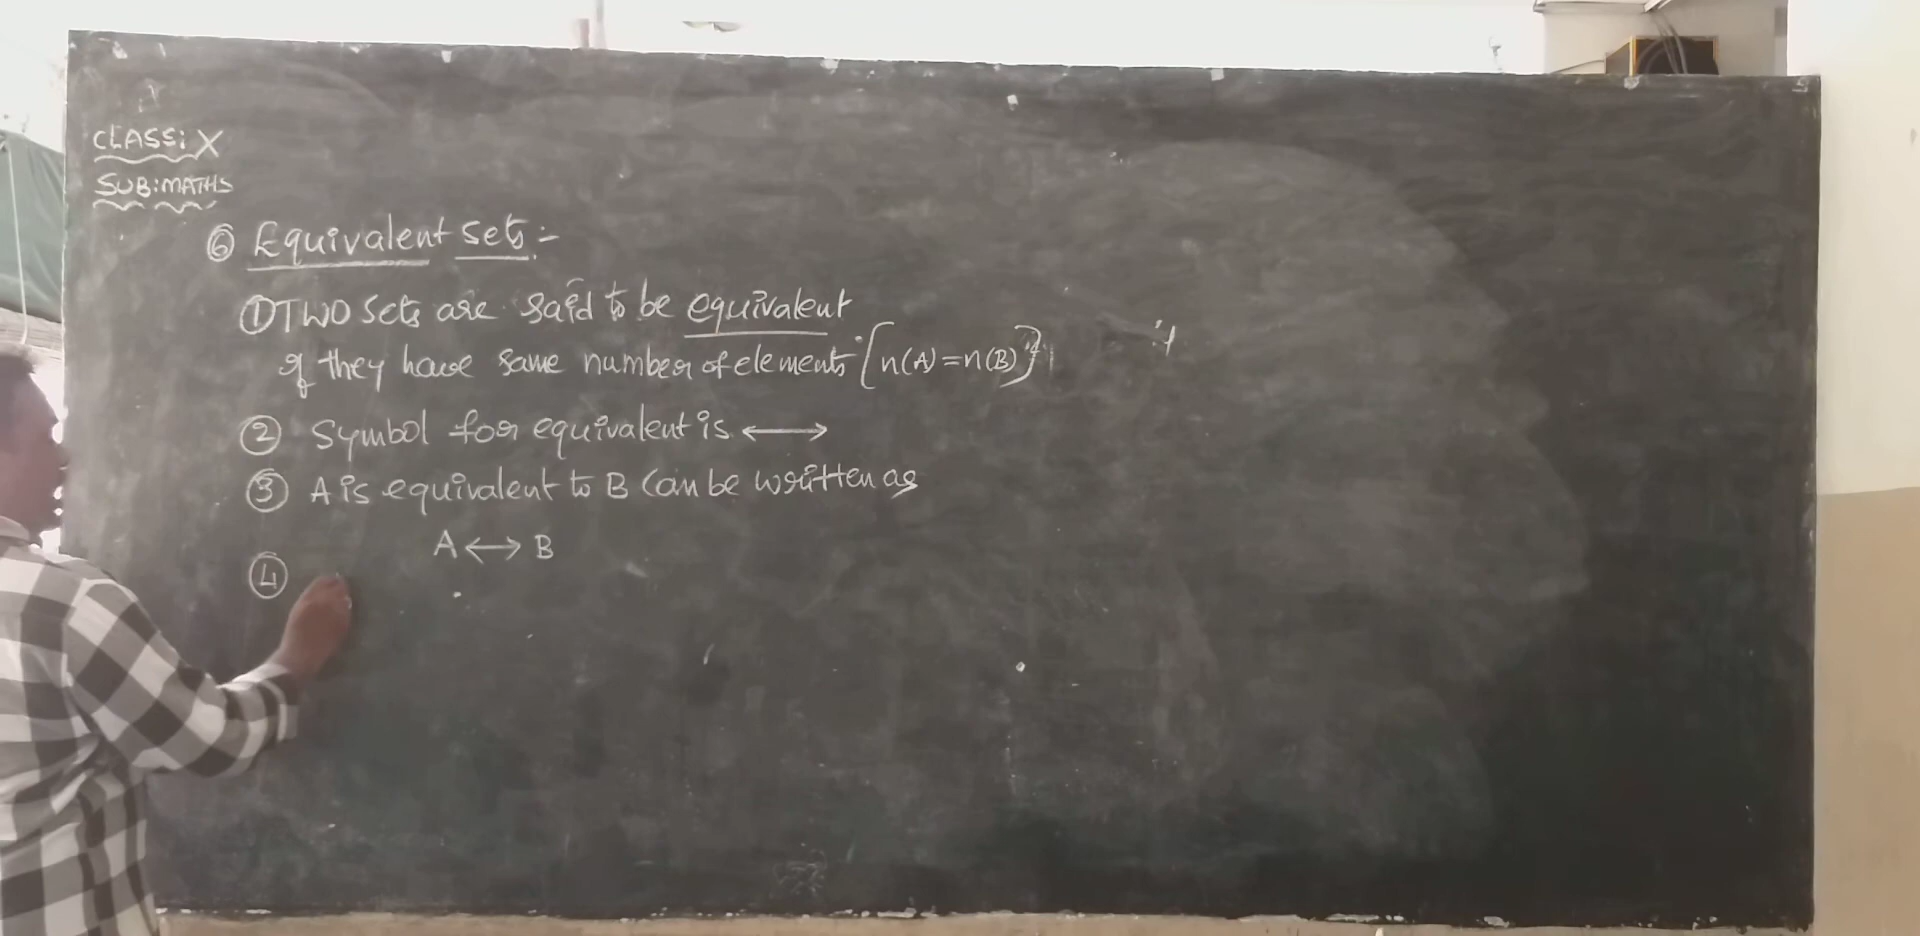 CLASS: X
SUB: MATHS
⑥ Equivalent sets :-
① TWO sets are said to be equivalent
if they have same number of elements [n(A)=n(B)]
② Symbol for equivalent is ⟷
③ A is equivalent to B can be written as
A ⟷ B
④